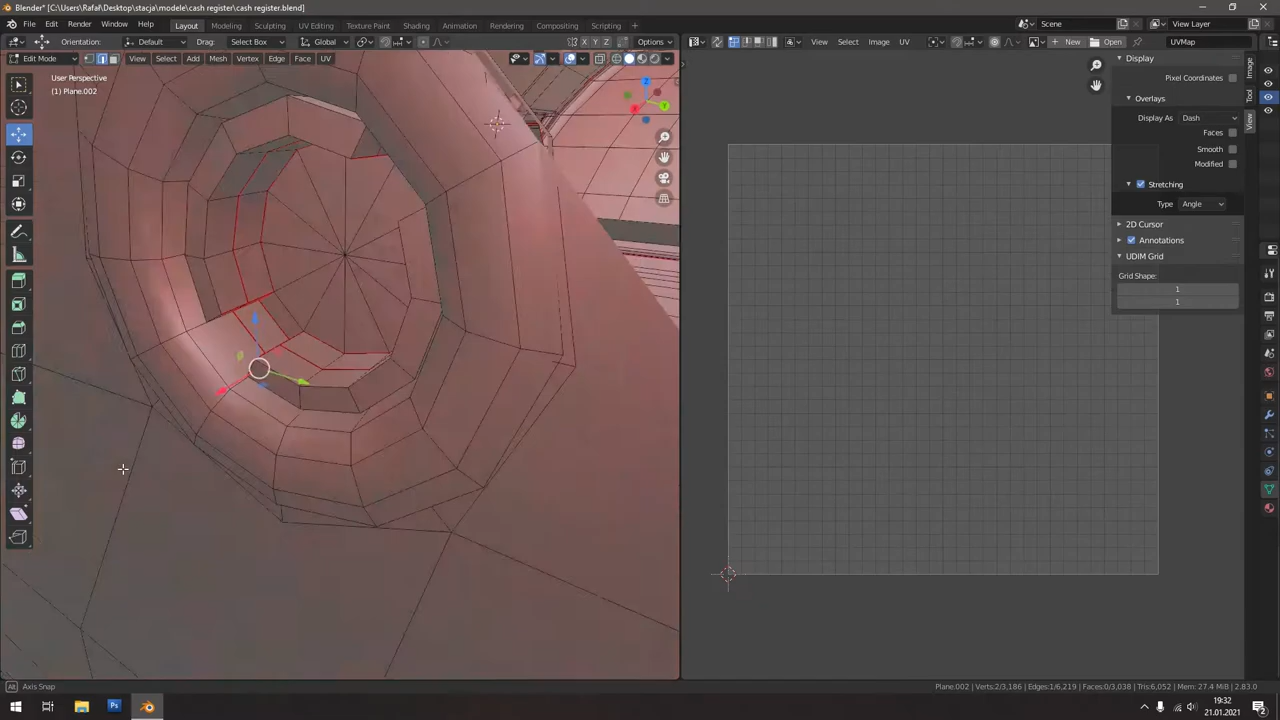 Blender* [C:\Users\Rafał\Desktop\stacja\modele\cash register\cash register.blend]
File Edit Render Window Help Layout Modeling Sculpting UV Editing Texture Paint Shading Animation Rendering Compositing Scripting Scene View Layer
Orientation: Default Drag: Select Box Global X Y Z Options View Select Image UV New Open UVMap
Edit Mode View Select Add Mesh Vertex Edge Face UV
User Perspective
(1) Plane.002
Display
Pixel Coordinates
Overlays
Display As Dash
Faces
Smooth
Modified
Stretching
Type Angle
2D Cursor
Annotations
UDIM Grid
Grid Shape:
1
1
Image
Tool
View
Alt Axis Snap Plane.002 | Verts:2/3,186 | Edges:1/6,219 | Faces:0/3,038 | Tris:6,052 | Mem: 27.4 MiB | 2.83.0
19:32
21.01.2021